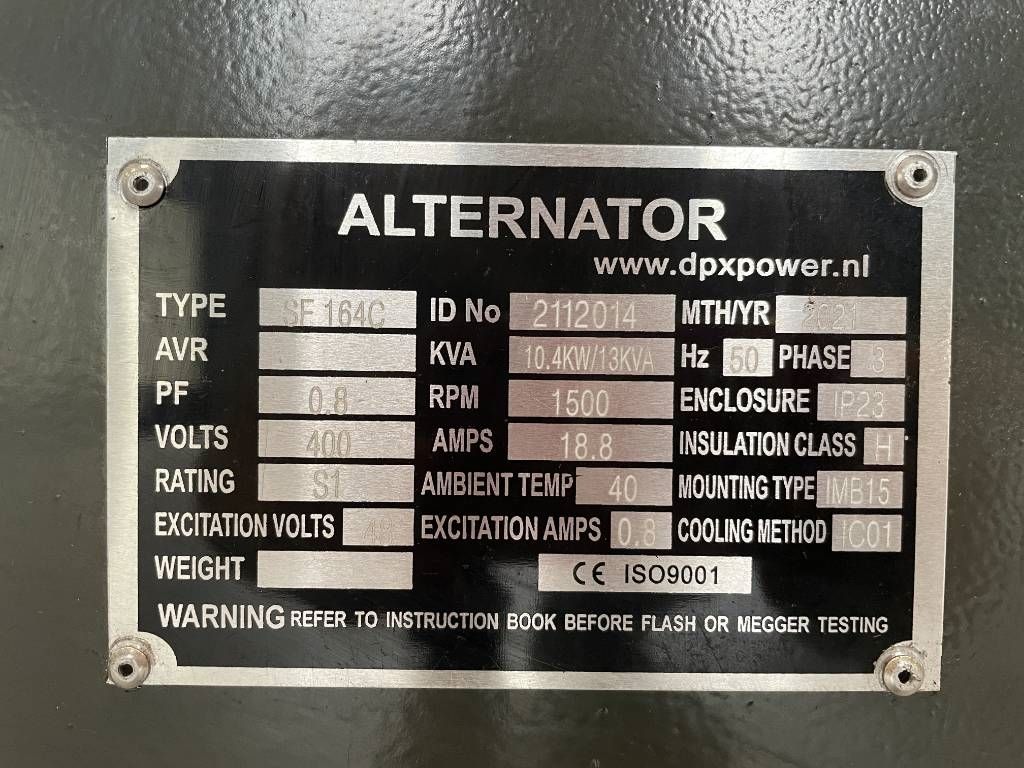 ALTERNATOR
www.dpxpower.nl
TYPE SF 164C ID No 2112014 MTH/YR 2021
AVR KVA 10.4KW/13KVA Hz 50 PHASE 3
PF 0.8 RPM 1500 ENCLOSURE IP23
VOLTS 400 AMPS 18.8 INSULATION CLASS H
RATING S1 AMBIENT TEMP 40 MOUNTING TYPE IMB15
EXCITATION VOLTS 48 EXCITATION AMPS 0.8 COOLING METHOD IC01
WEIGHT CE ISO9001
WARNING REFER TO INSTRUCTION BOOK BEFORE FLASH OR MEGGER TESTING